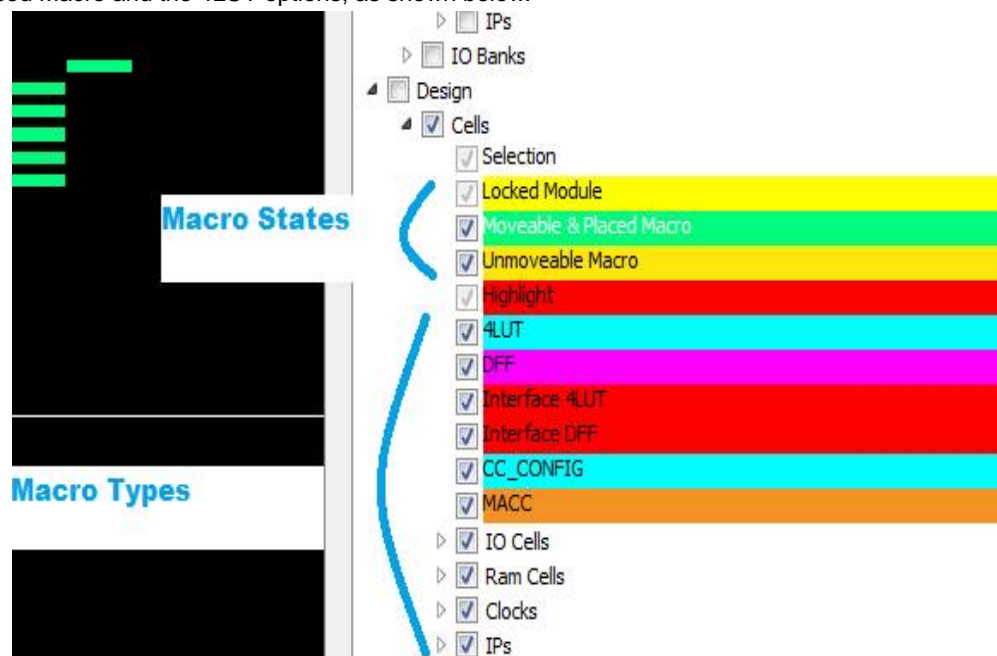 IPs
IO Banks
Design
Cells
Selection
Locked Module
Macro States
Moveable & Placed Macro
Unmoveable Macro
Highlight
4LUT
DFF
Interface 4LUT
Interface DFF
CC_CONFIG
Macro Types
MACC
IO Cells
Ram Cells
Clocks
IPs